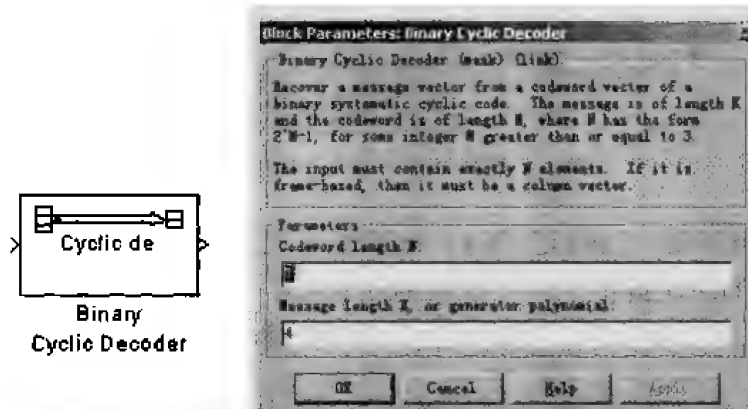 Cyclic de
Binary
Cyclic Decoder
Block Parameters: Binary Cyclic Decoder
Binary Cyclic Decoder (mask) (link)
Recover a message vector from a codeword vector of a
binary systematic cyclic code. The message is of length K
and the codeword is of length N, where N has the form
2^M-1, for some integer M greater than or equal to 3.
The input must contain exactly N elements. If it is
frame-based, then it must be a column vector.
Parameters
Codeword length N:
Message length K, or generator polynomial:
4
OK
Cancel
Help
Apply